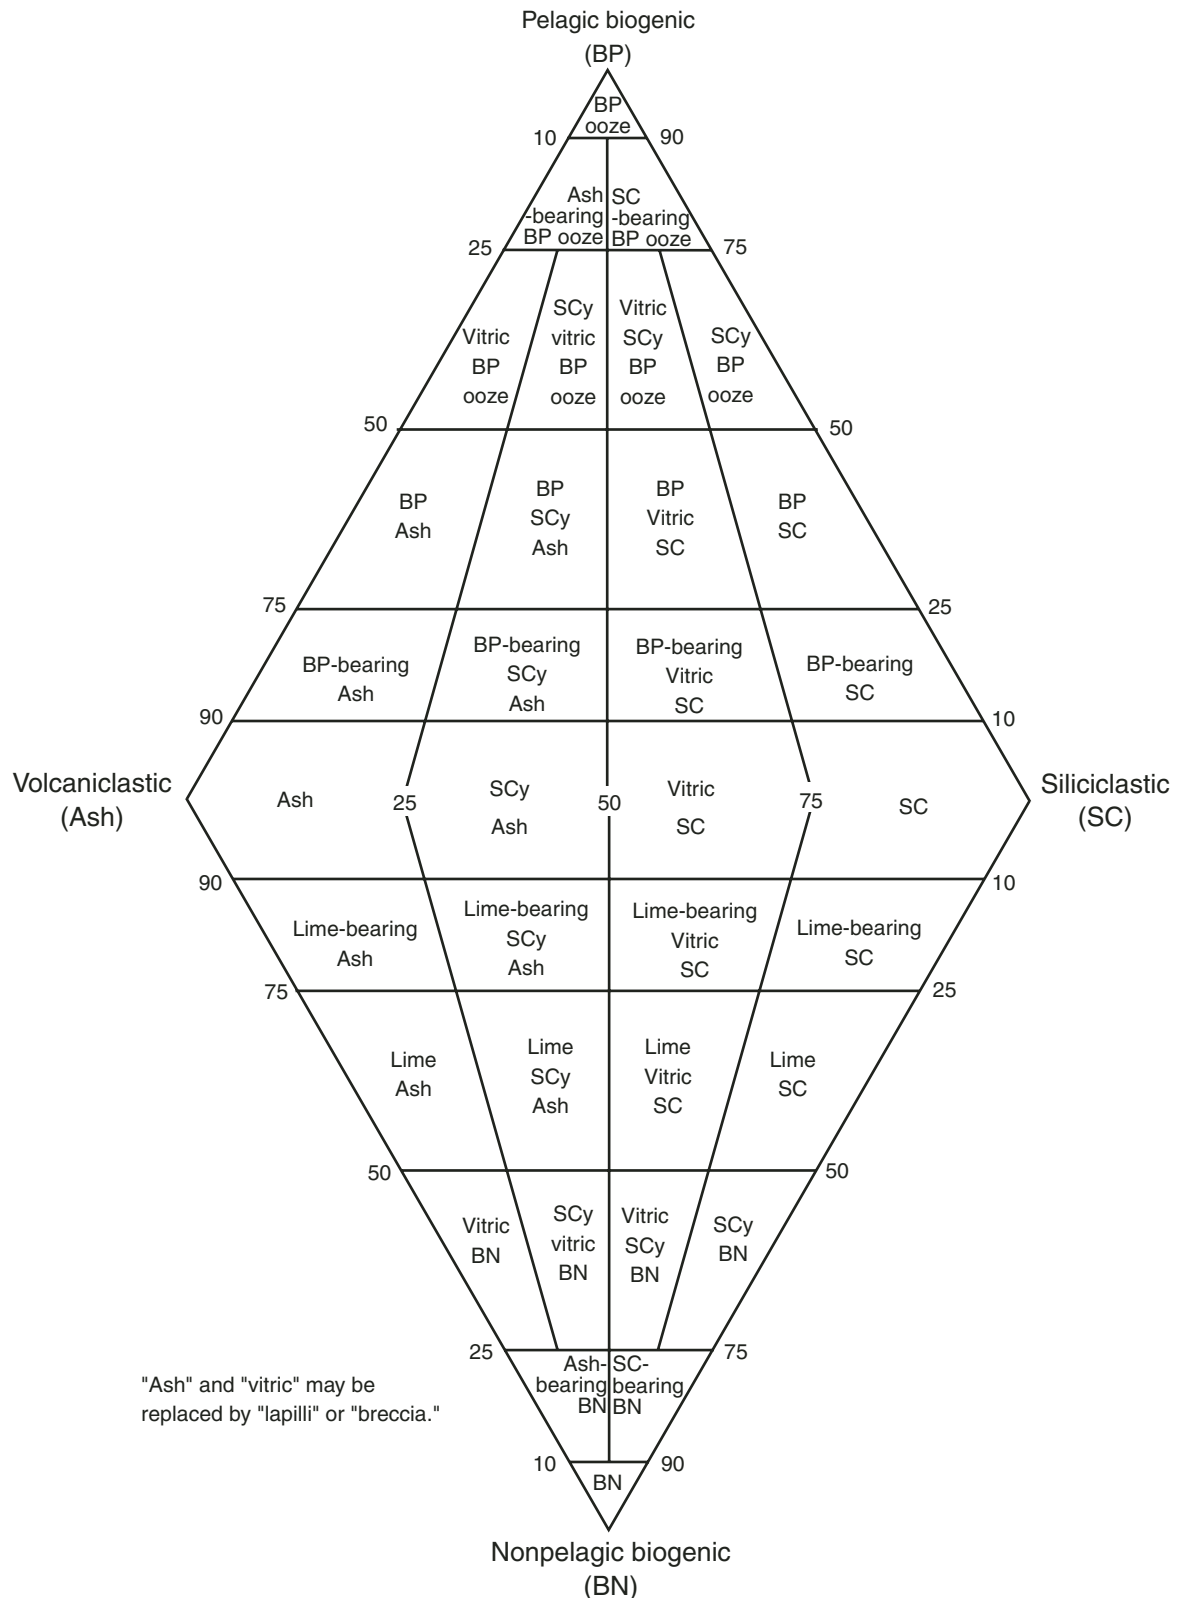 Pelagic biogenic
(BP)
BP
ooze
10
90
Ash
-bearing
BP ooze
SC
-bearing
BP ooze
25
75
Vitric
BP
ooze
SCy
vitric
BP
ooze
Vitric
SCy
BP
ooze
SCy
BP
ooze
50
50
BP
Ash
BP
SCy
Ash
BP
Vitric
SC
BP
SC
75
25
BP-bearing
Ash
BP-bearing
SCy
Ash
BP-bearing
Vitric
SC
BP-bearing
SC
90
10
Volcaniclastic
(Ash)
Ash
25
SCy
Ash
50
Vitric
SC
75
SC
Siliciclastic
(SC)
90
10
Lime-bearing
Ash
Lime-bearing
SCy
Ash
Lime-bearing
Vitric
SC
Lime-bearing
SC
75
25
Lime
Ash
Lime
SCy
Ash
Lime
Vitric
SC
Lime
SC
50
50
Vitric
BN
SCy
vitric
BN
Vitric
SCy
BN
SCy
BN
25
75
Ash-
bearing
BN
SC-
bearing
BN
"Ash" and "vitric" may be
replaced by "lapilli" or "breccia."
10
90
BN
Nonpelagic biogenic
(BN)